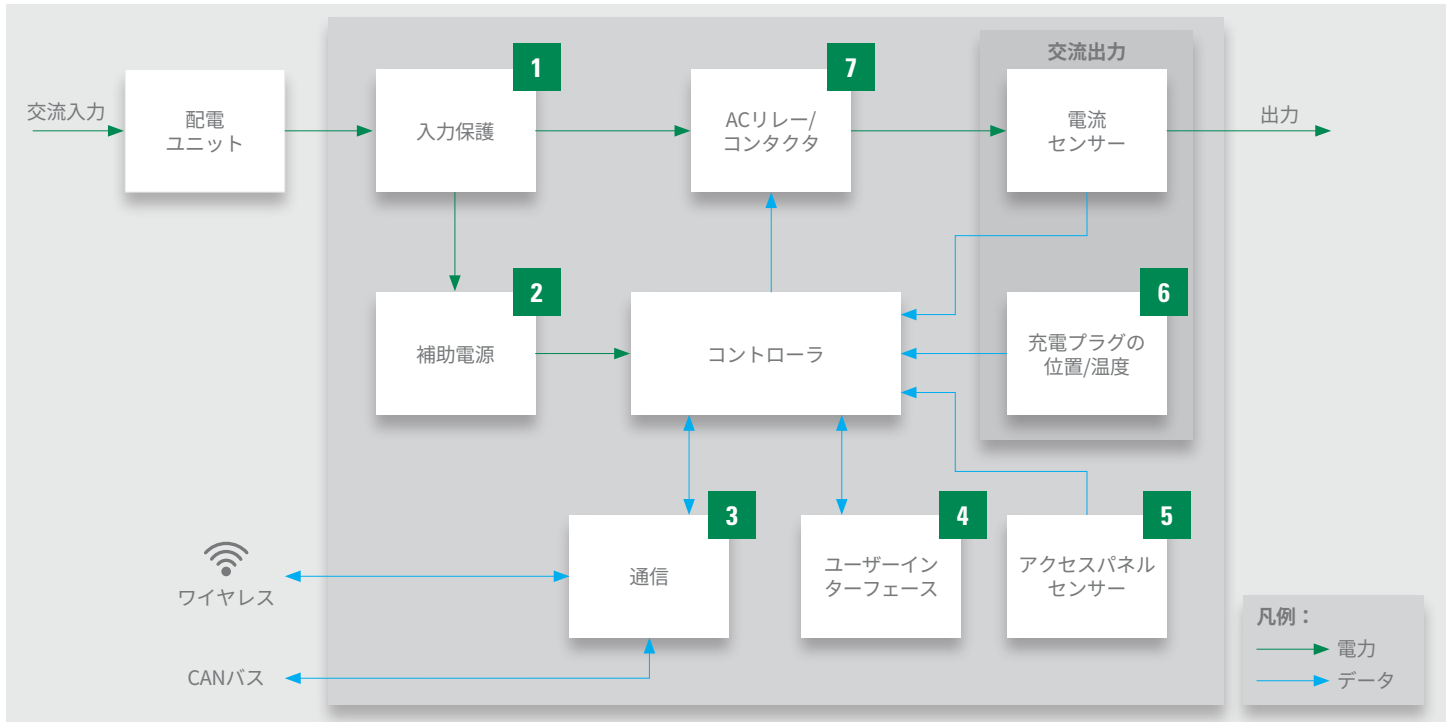 交流入力
配電
ユニット
1
入力保護
7
ACリレー/
コンタクタ
交流出力
電流
センサー
出力
2
補助電源
コントローラ
6
充電プラグの
位置/温度
3
通信
4
ユーザーイン
ターフェース
5
アクセスパネル
センサー
ワイヤレス
CANバス
凡例：
電力
データ